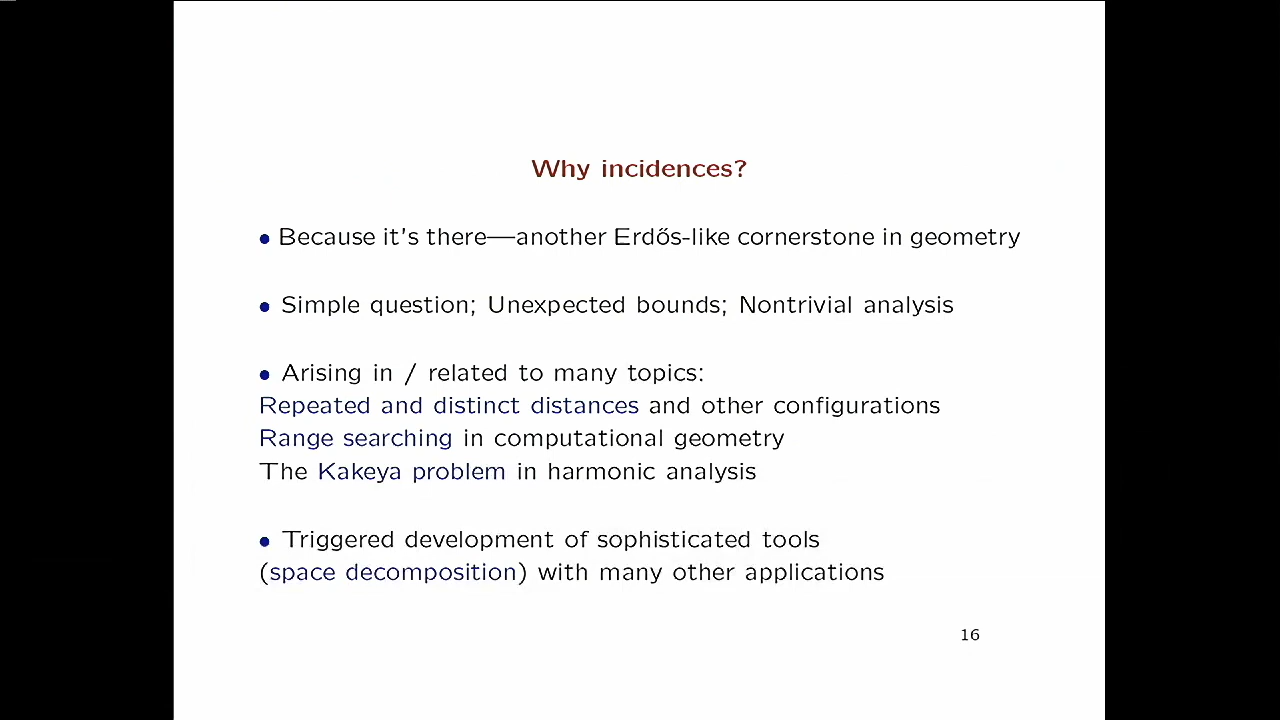 Why incidences?
• Because it's there—another Erdős-like cornerstone in geometry
• Simple question; Unexpected bounds; Nontrivial analysis
• Arising in / related to many topics:
Repeated and distinct distances and other configurations
Range searching in computational geometry
The Kakeya problem in harmonic analysis
• Triggered development of sophisticated tools
(space decomposition) with many other applications
16